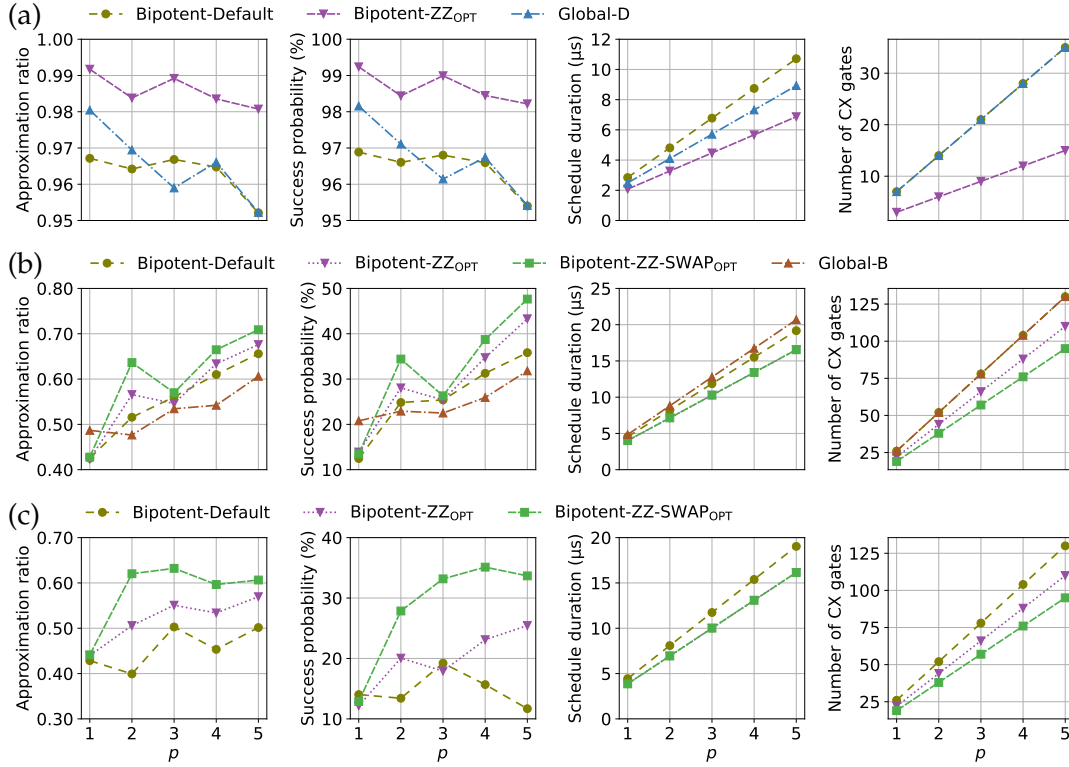 (a)
Bipotent-Default Bipotent-ZZOPT Global-D
Approximation ratio
1.00
0.99
0.98
0.97
0.96
0.95
Success probability (%)
100
99
98
97
96
95
Schedule duration (μs)
12
10
8
6
4
2
0
Number of CX gates
30
20
10
(b)
Bipotent-Default Bipotent-ZZOPT Bipotent-ZZ-SWAPOPT Global-B
Approximation ratio
0.80
0.70
0.60
0.50
0.40
Success probability (%)
50
40
30
20
10
Schedule duration (μs)
25
20
15
10
5
0
Number of CX gates
125
100
75
50
25
(c)
Bipotent-Default Bipotent-ZZOPT Bipotent-ZZ-SWAPOPT
Approximation ratio
0.70
0.60
0.50
0.40
0.30
1 2 3 4 5
p
Success probability (%)
40
30
20
10
1 2 3 4 5
p
Schedule duration (μs)
20
15
10
5
0
1 2 3 4 5
p
Number of CX gates
125
100
75
50
25
1 2 3 4 5
p